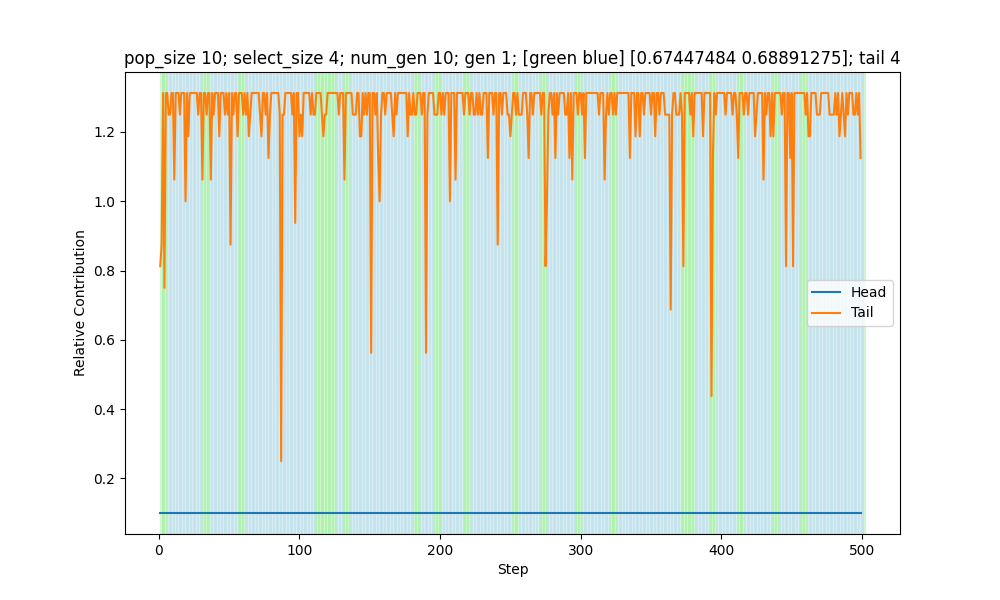 pop_size 10; select_size 4; num_gen 10; gen 1; [green blue] [0.67447484 0.68891275]; tail 4
Relative Contribution
1.2
1.0
0.8
0.6
0.4
0.2
Head
Tail
0
100
200
300
400
500
Step